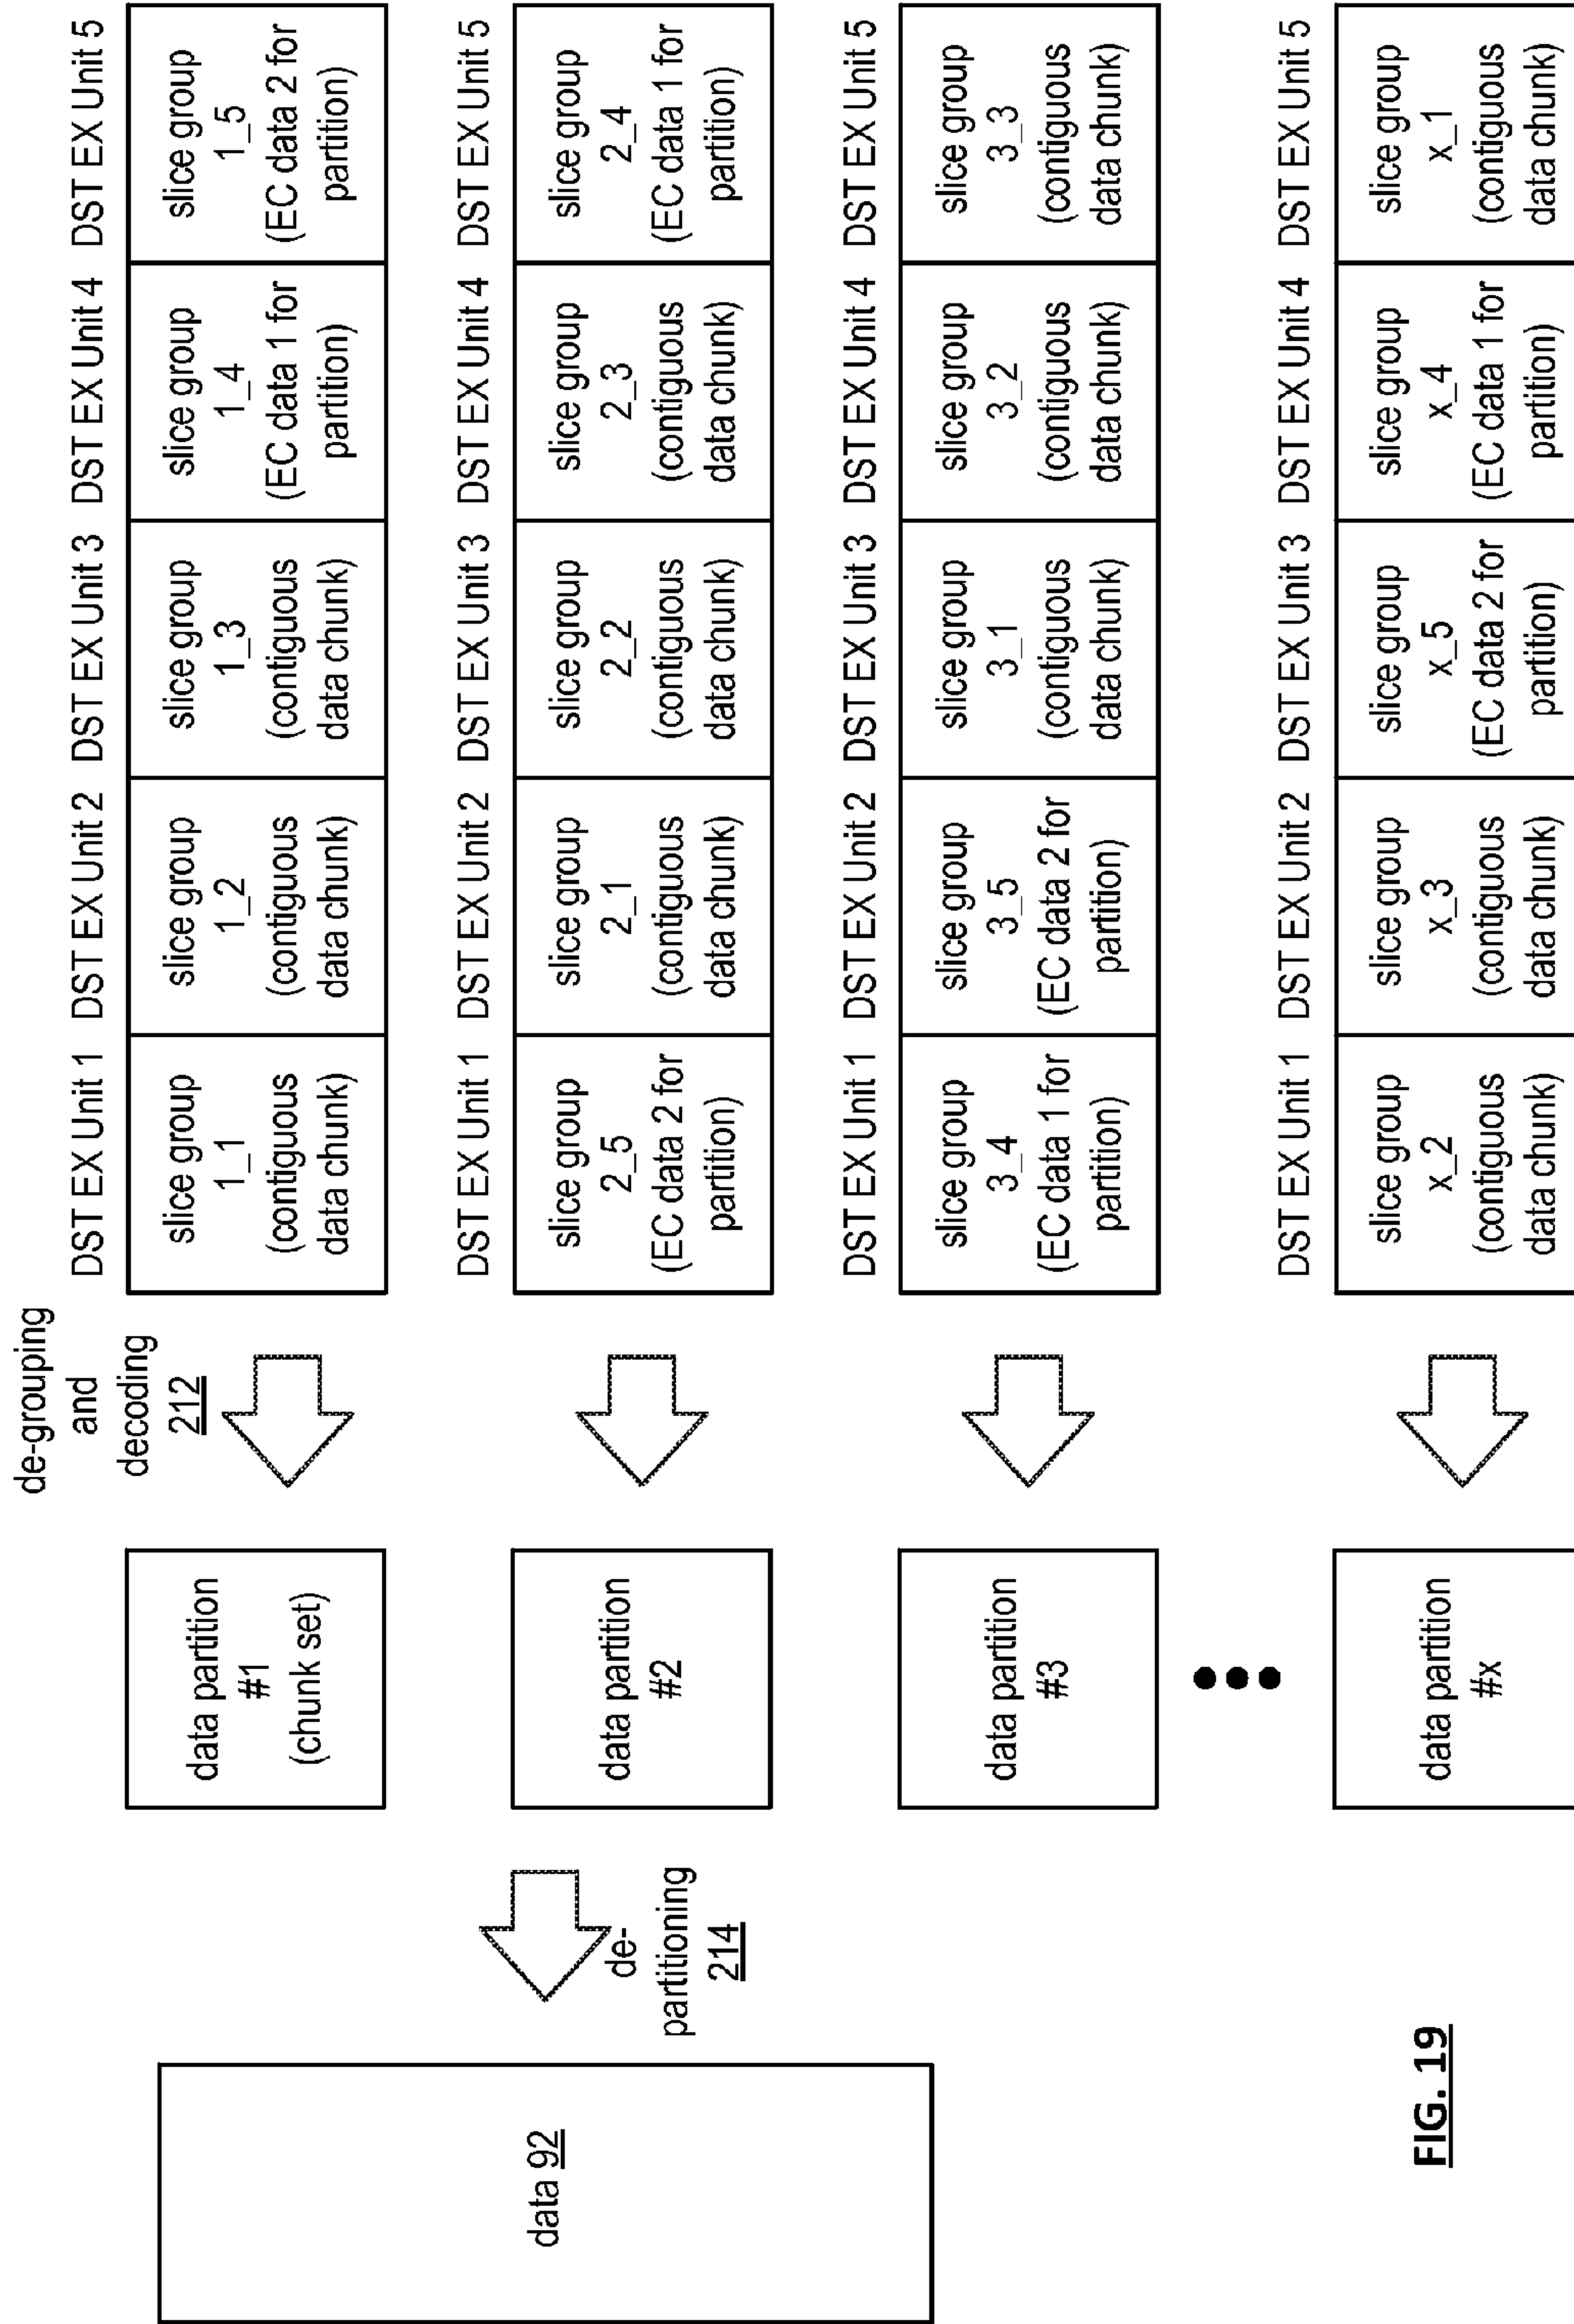 de-grouping
and
decoding
212
DST EX Unit 1 DST EX Unit 2 DST EX Unit 3 DST EX Unit 4 DST EX Unit 5
data partition
#1
(chunk set)
slice group
1_1
(contiguous
data chunk)
slice group
1_2
(contiguous
data chunk)
slice group
1_3
(contiguous
data chunk)
slice group
1_4
(EC data 1 for
partition)
slice group
1_5
(EC data 2 for
partition)
data 92
de-
partitioning
214
DST EX Unit 1 DST EX Unit 2 DST EX Unit 3 DST EX Unit 4 DST EX Unit 5
data partition
#2
slice group
2_5
(EC data 2 for
partition)
slice group
2_1
(contiguous
data chunk)
slice group
2_2
(contiguous
data chunk)
slice group
2_3
(contiguous
data chunk)
slice group
2_4
(EC data 1 for
partition)
DST EX Unit 1 DST EX Unit 2 DST EX Unit 3 DST EX Unit 4 DST EX Unit 5
data partition
#3
slice group
3_4
(EC data 1 for
partition)
slice group
3_5
(EC data 2 for
partition)
slice group
3_1
(contiguous
data chunk)
slice group
3_2
(contiguous
data chunk)
slice group
3_3
(contiguous
data chunk)
DST EX Unit 1 DST EX Unit 2 DST EX Unit 3 DST EX Unit 4 DST EX Unit 5
data partition
#x
slice group
x_2
(contiguous
data chunk)
slice group
x_3
(contiguous
data chunk)
slice group
x_5
(EC data 2 for
partition)
slice group
x_4
(EC data 1 for
partition)
slice group
x_1
(contiguous
data chunk)
FIG. 19